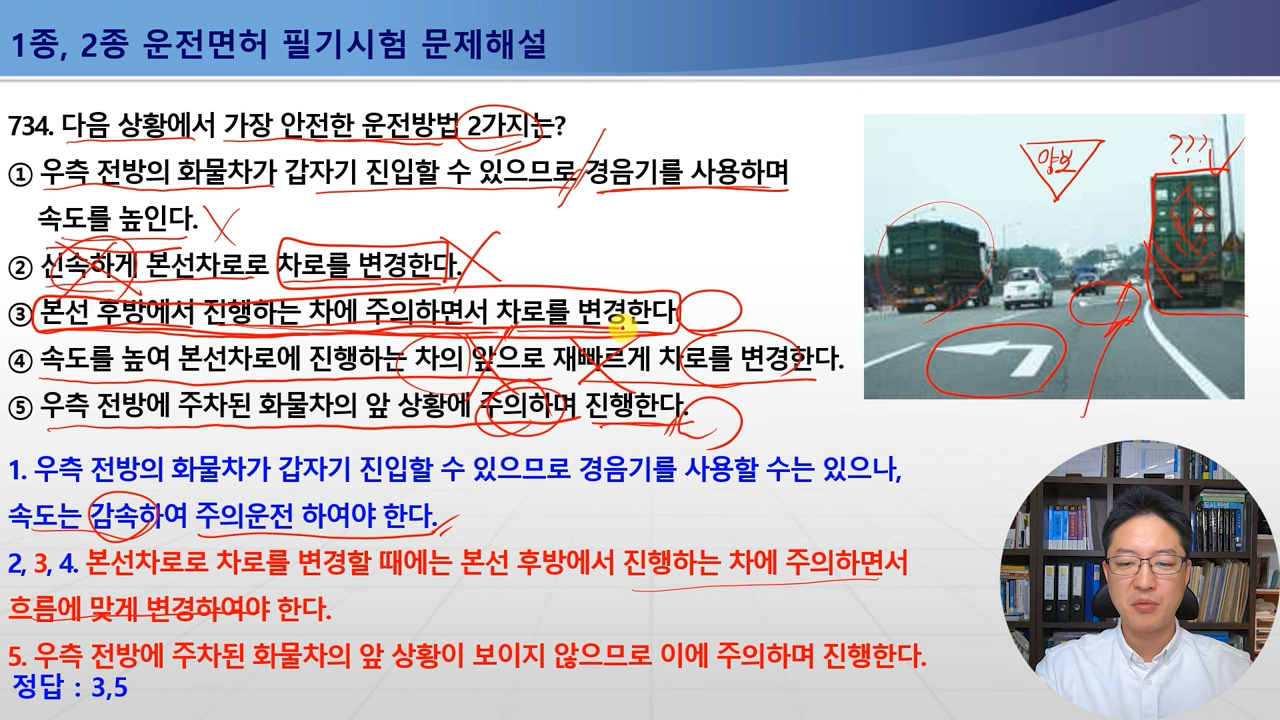 1종, 2종 운전면허 필기시험 문제해설
734. 다음 상황에서 가장 안전한 운전방법 2가지는?
① 우측 전방의 화물차가 갑자기 진입할 수 있으므로 경음기를 사용하며
속도를 높인다.
② 신속하게 본선차로로 차로를 변경한다.
③ 본선 후방에서 진행하는 차에 주의하면서 차로를 변경한다
④ 속도를 높여 본선차로에 진행하는 차의 앞으로 재빠르게 차로를 변경한다.
⑤ 우측 전방에 주차된 화물차의 앞 상황에 주의하며 진행한다.
양보
???
1. 우측 전방의 화물차가 갑자기 진입할 수 있으므로 경음기를 사용할 수는 있으나,
속도는 감속하여 주의운전 하여야 한다.
2, 3, 4. 본선차로로 차로를 변경할 때에는 본선 후방에서 진행하는 차에 주의하면서
흐름에 맞게 변경하여야 한다.
5. 우측 전방에 주차된 화물차의 앞 상황이 보이지 않으므로 이에 주의하며 진행한다.
정답 : 3,5